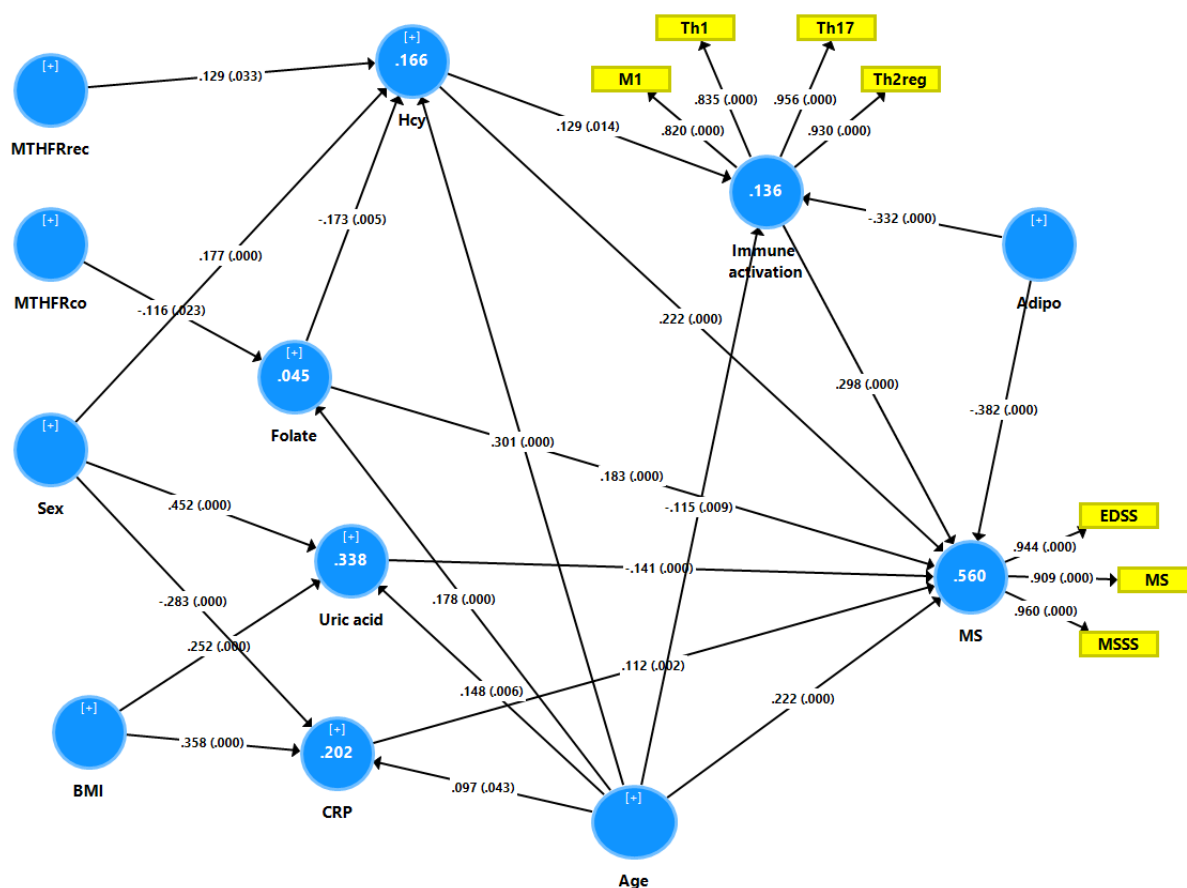 Th1
Th17
[+]
.166
[+]
M1
Th2reg
.129 (.033)
.835 (.000)
.956 (.000)
Hcy
.820 (.000)
.930 (.000)
.129 (.014)
MTHFRrec
.136
[+]
-.173 (.005)
-.332 (.000)
[+]
.177 (.000)
Immune
activation
MTHFRco
Adipo
-.116 (.023)
.222 (.000)
[+]
.045
.298 (.000)
-.382 (.000)
[+]
Folate
.301 (.000)
.183 (.000)
Sex
.452 (.000)
-.115 (.009)
EDSS
[+]
.944 (.000)
.338
-.141 (.000)
.560
.909 (.000)
MS
-.283 (.000)
.178 (.000)
.960 (.000)
Uric acid
MS
MSSS
.252 (.000)
.112 (.002)
.148 (.006)
.222 (.000)
[+]
[+]
.358 (.000)
.202
BMI
.097 (.043)
CRP
[+]
Age